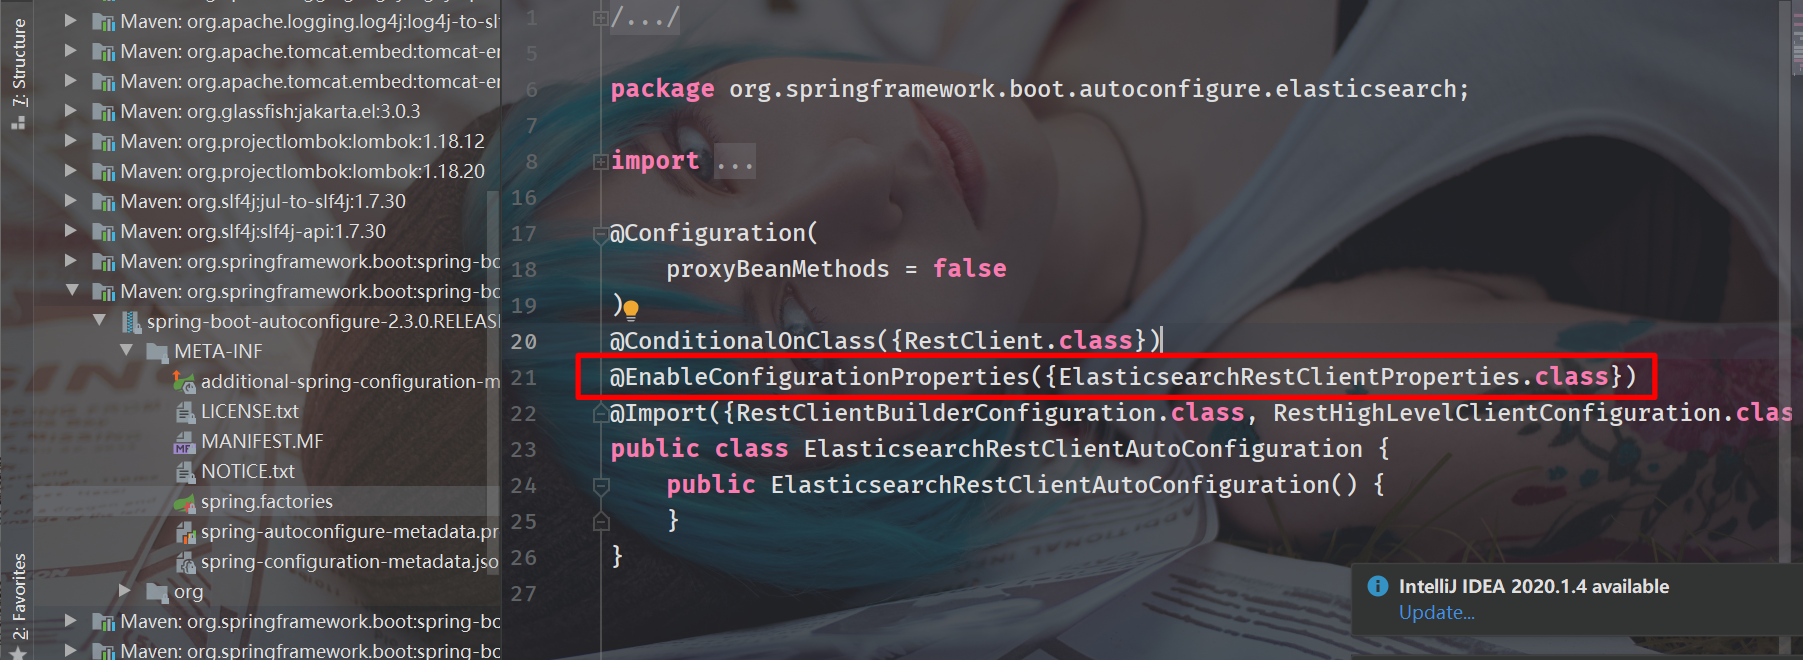 7: Structure
2: Favorites
Maven: org.apache.logging.log4j:log4j-to-sl
Maven: org.apache.tomcat.embed:tomcat-e
Maven: org.apache.tomcat.embed:tomcat-e
Maven: org.glassfish:jakarta.el:3.0.3
Maven: org.projectlombok:lombok:1.18.12
Maven: org.projectlombok:lombok:1.18.20
Maven: org.slf4j:jul-to-slf4j:1.7.30
Maven: org.slf4j:slf4j-api:1.7.30
Maven: org.springframework.boot:spring-bo
Maven: org.springframework.boot:spring-bo
spring-boot-autoconfigure-2.3.0.RELEAS
META-INF
additional-spring-configuration-m
LICENSE.txt
MANIFEST.MF
NOTICE.txt
spring.factories
spring-autoconfigure-metadata.pr
spring-configuration-metadata.jso
org
Maven: org.springframework.boot:spring-bo
Maven: org.springframework.boot:spring-bo
1 /.../
5
6 package org.springframework.boot.autoconfigure.elasticsearch;
7
8 import ...
16
17 @Configuration(
18 proxyBeanMethods = false
19 )
20 @ConditionalOnClass({RestClient.class})
21 @EnableConfigurationProperties({ElasticsearchRestClientProperties.class})
22 @Import({RestClientBuilderConfiguration.class, RestHighLevelClientConfiguration.clas
23 public class ElasticsearchRestClientAutoConfiguration {
24 public ElasticsearchRestClientAutoConfiguration() {
25 }
26 }
27
IntelliJ IDEA 2020.1.4 available
Update...